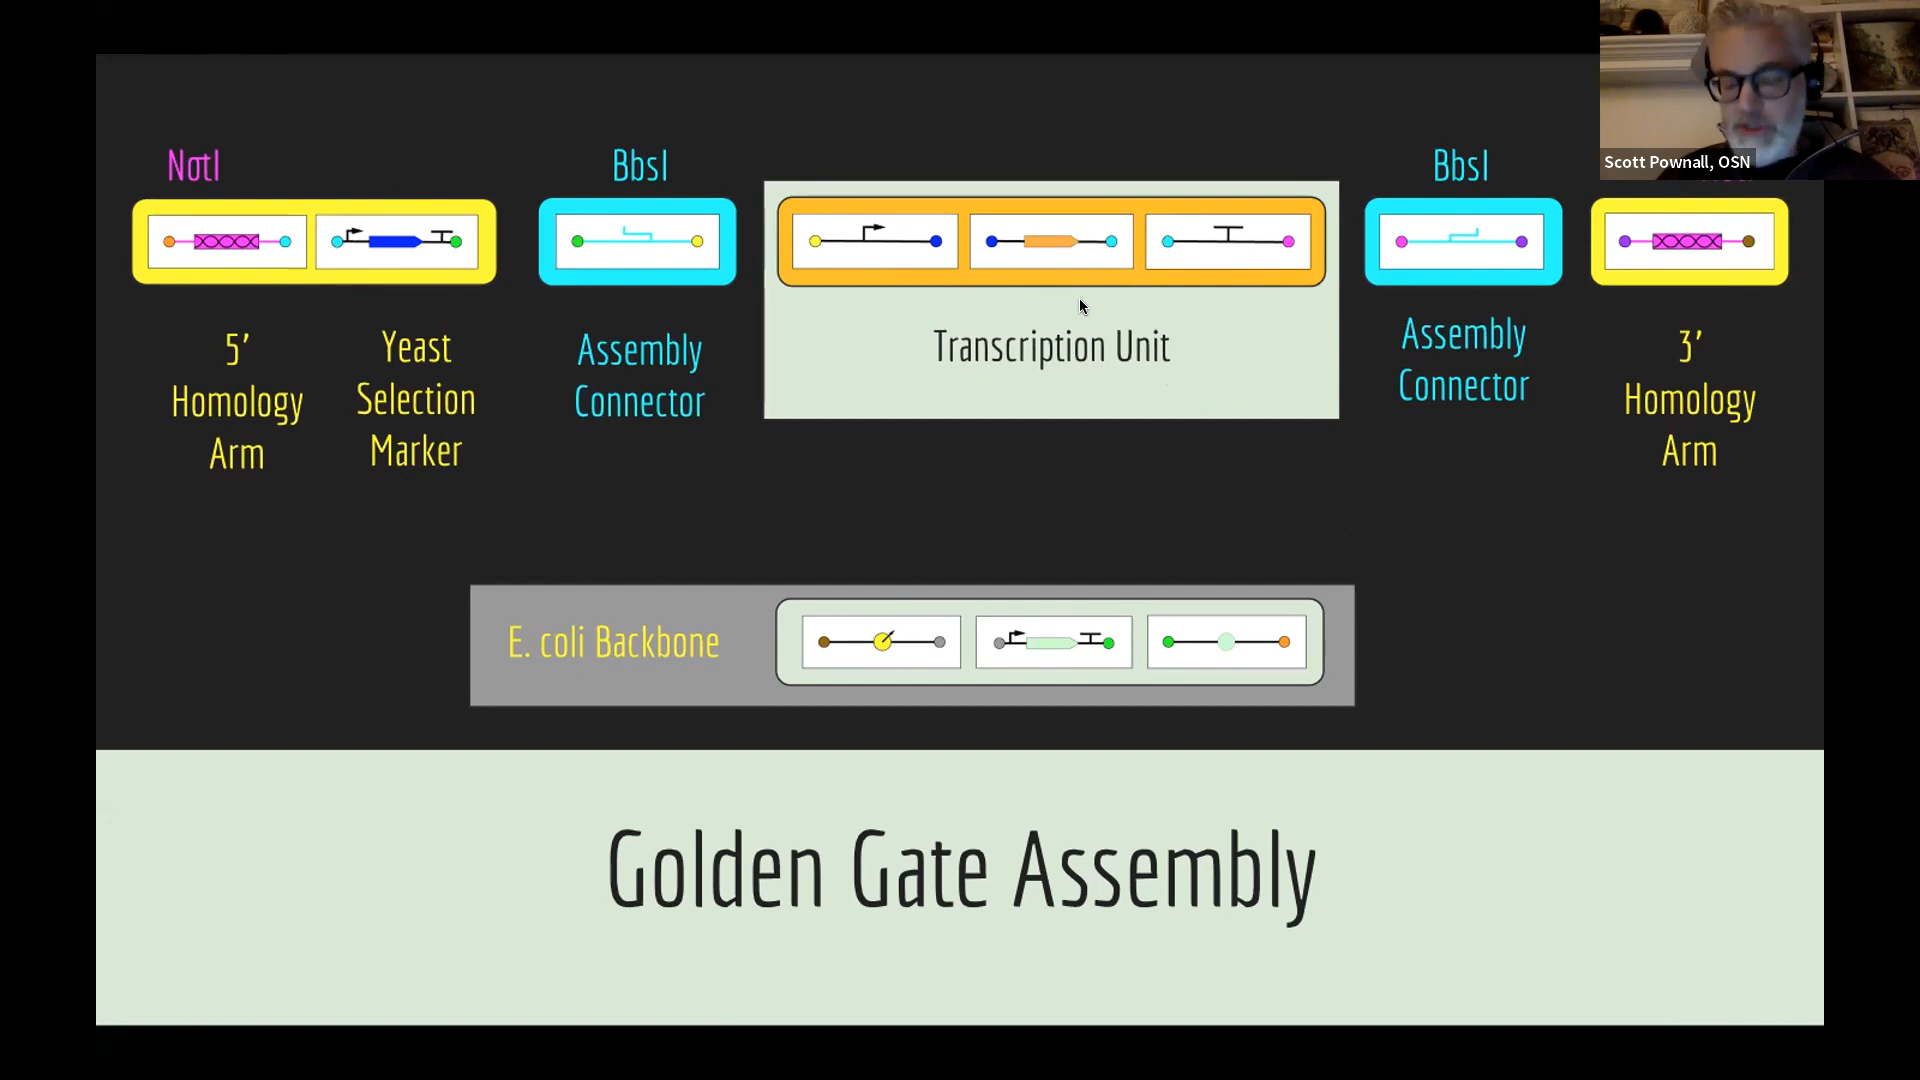 Scott Pownall, OSN
NotI
BbsI
BbsI
5'
Homology
Arm
Yeast
Selection
Marker
Assembly
Connector
Transcription Unit
Assembly
Connector
3'
Homology
Arm
E. coli Backbone
Golden Gate Assembly